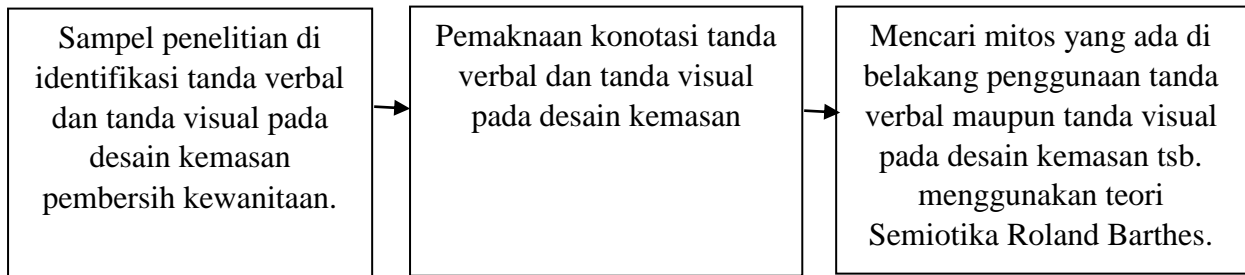 Sampel penelitian di
identifikasi tanda verbal
dan tanda visual pada
desain kemasan
pembersih kewanitaan.
Pemaknaan konotasi tanda
verbal dan tanda visual
pada desain kemasan
Mencari mitos yang ada di
belakang penggunaan tanda
verbal maupun tanda visual
pada desain kemasan tsb.
menggunakan teori
Semiotika Roland Barthes.